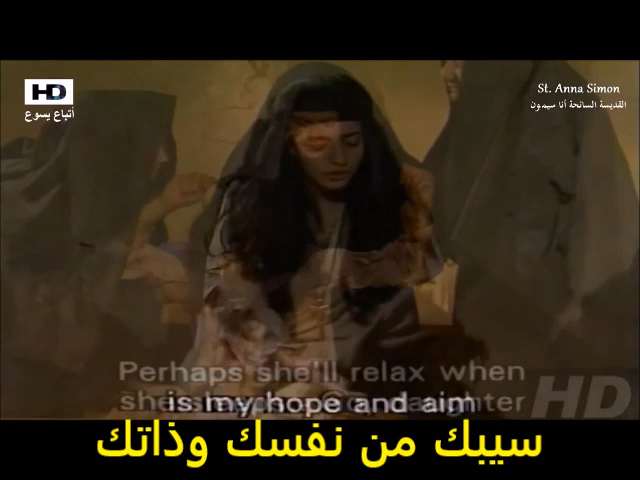 HD
أتباع يسوع
St. Anna Simon
القديسة السائحة أنا سيمون
Perhaps she'll relax when
is my hope and aim
HD
سيبك من نفسك وذاتك